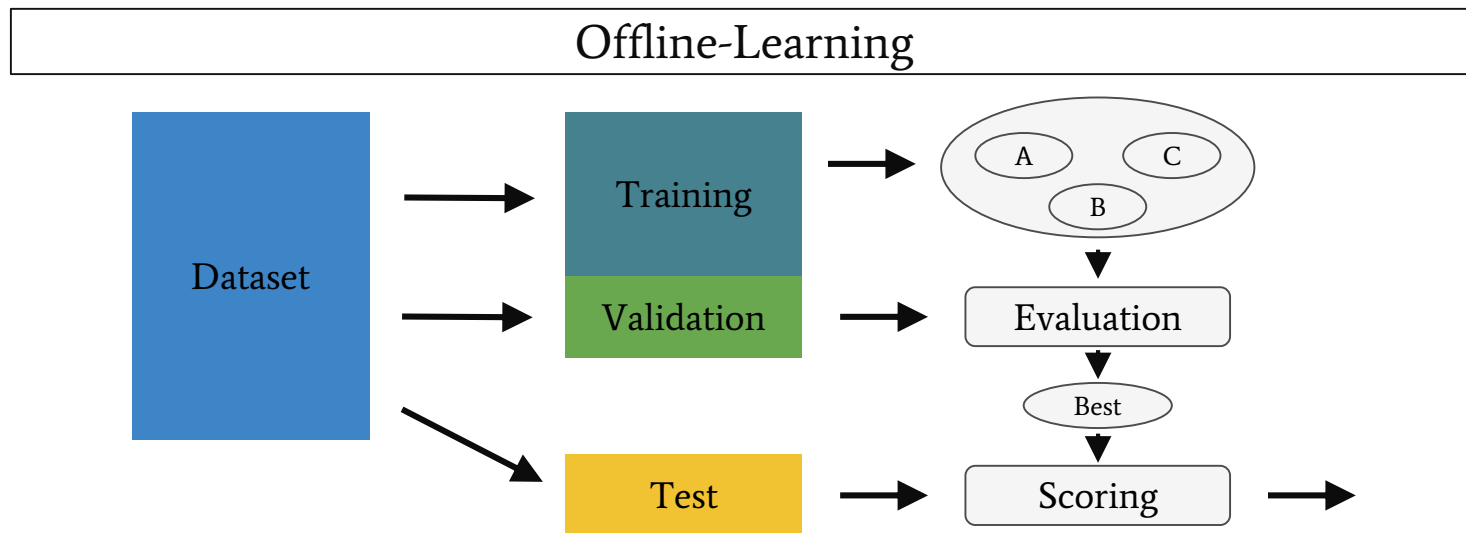 Offline-Learning
Dataset
Training
Validation
Test
A
C
B
Evaluation
Best
Scoring